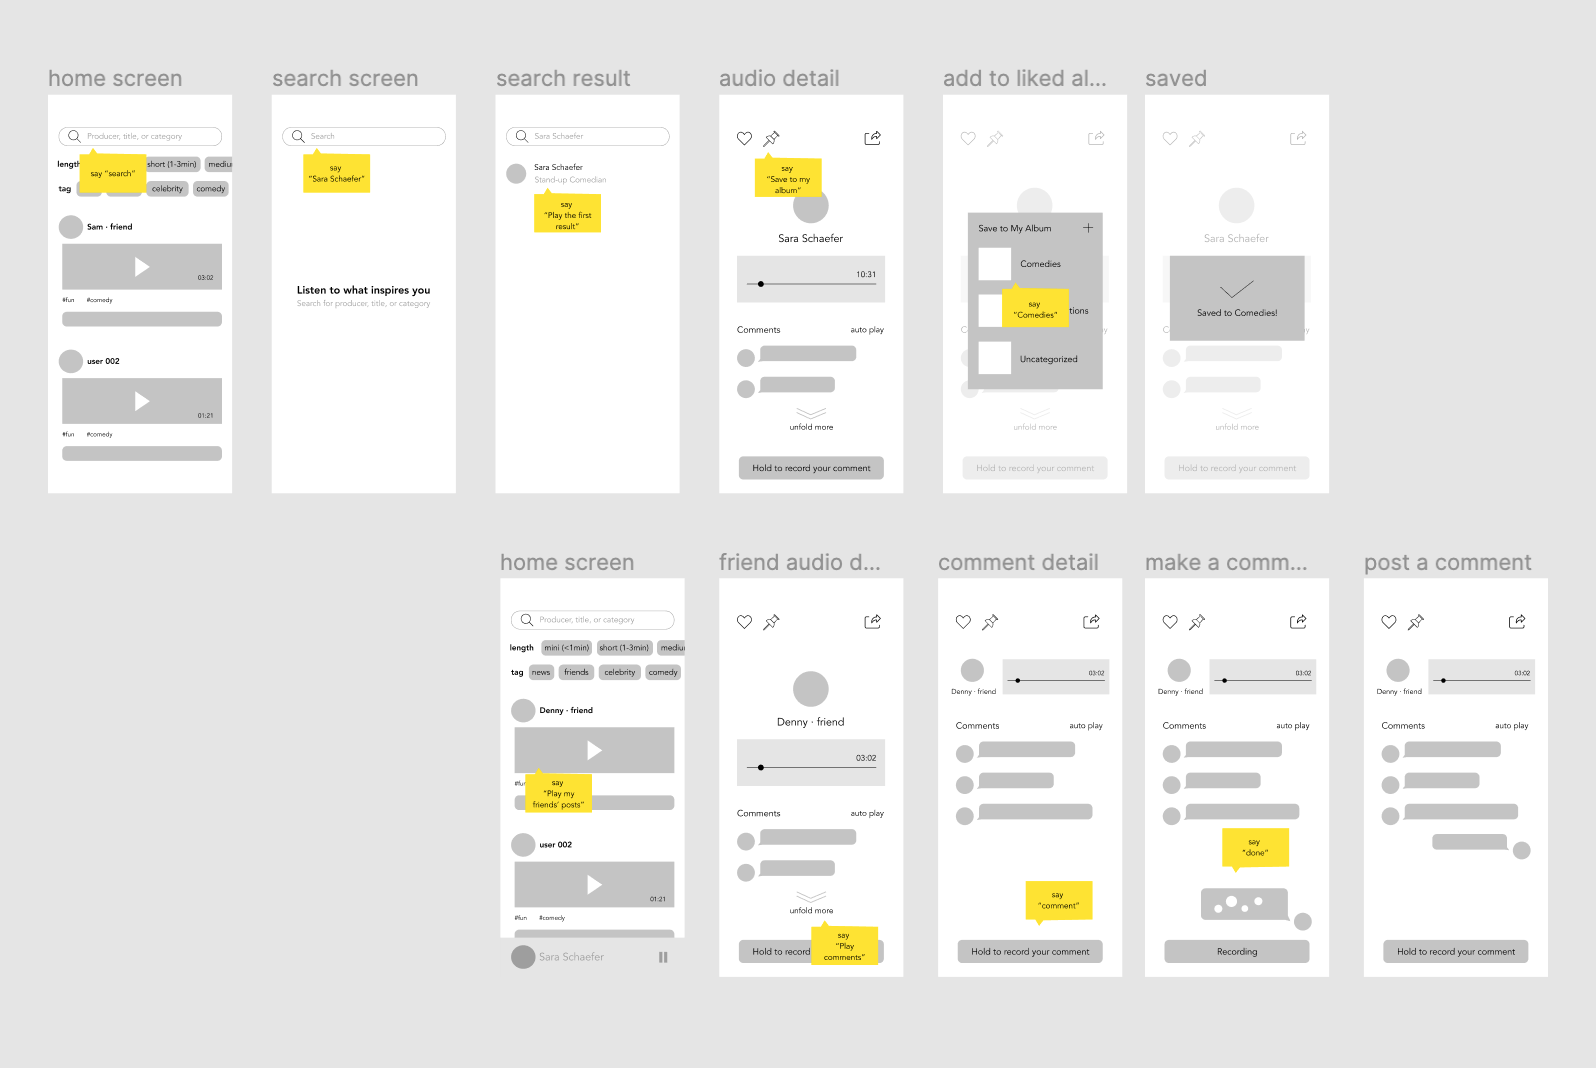 home screen
search screen
search result
audio detail
add to liked al...
saved
Producer, title, or category
length
short (1-3min)
say "search"
tag
celebrity
comedy
Sam · friend
03:02
#fun #comedy
user 002
01:21
#fun #comedy
Search
say
"Sara Schaefer"
Listen to what inspires you
Search for producer, title, or category
Sara Schaefer
Sara Schaefer
Stand-up Comedian
say
"Play the first
result"
say
"Save to my
album"
Sara Schaefer
10:31
Comments
auto play
unfold more
Hold to record your comment
Save to My Album
Comedies
say
"Comedies"
tions
Uncategorized
unfold more
Hold to record your comment
Sara Schaefer
Saved to Comedies!
unfold more
Hold to record your comment
home screen
friend audio d...
comment detail
make a comm...
post a comment
Producer, title, or category
length
mini (<1min)
short (1-3min)
mediu
tag
news
friends
celebrity
comedy
Denny · friend
say
"Play my
friends' posts"
user 002
01:21
#fun #comedy
Sara Schaefer
Denny · friend
03:02
Comments
auto play
unfold more
say
"Play
comments"
Hold to record
Denny · friend
03:02
Comments
auto play
say
"comment"
Hold to record your comment
Denny · friend
03:02
Comments
auto play
say
"done"
Recording
Denny · friend
03:02
Comments
auto play
Hold to record your comment